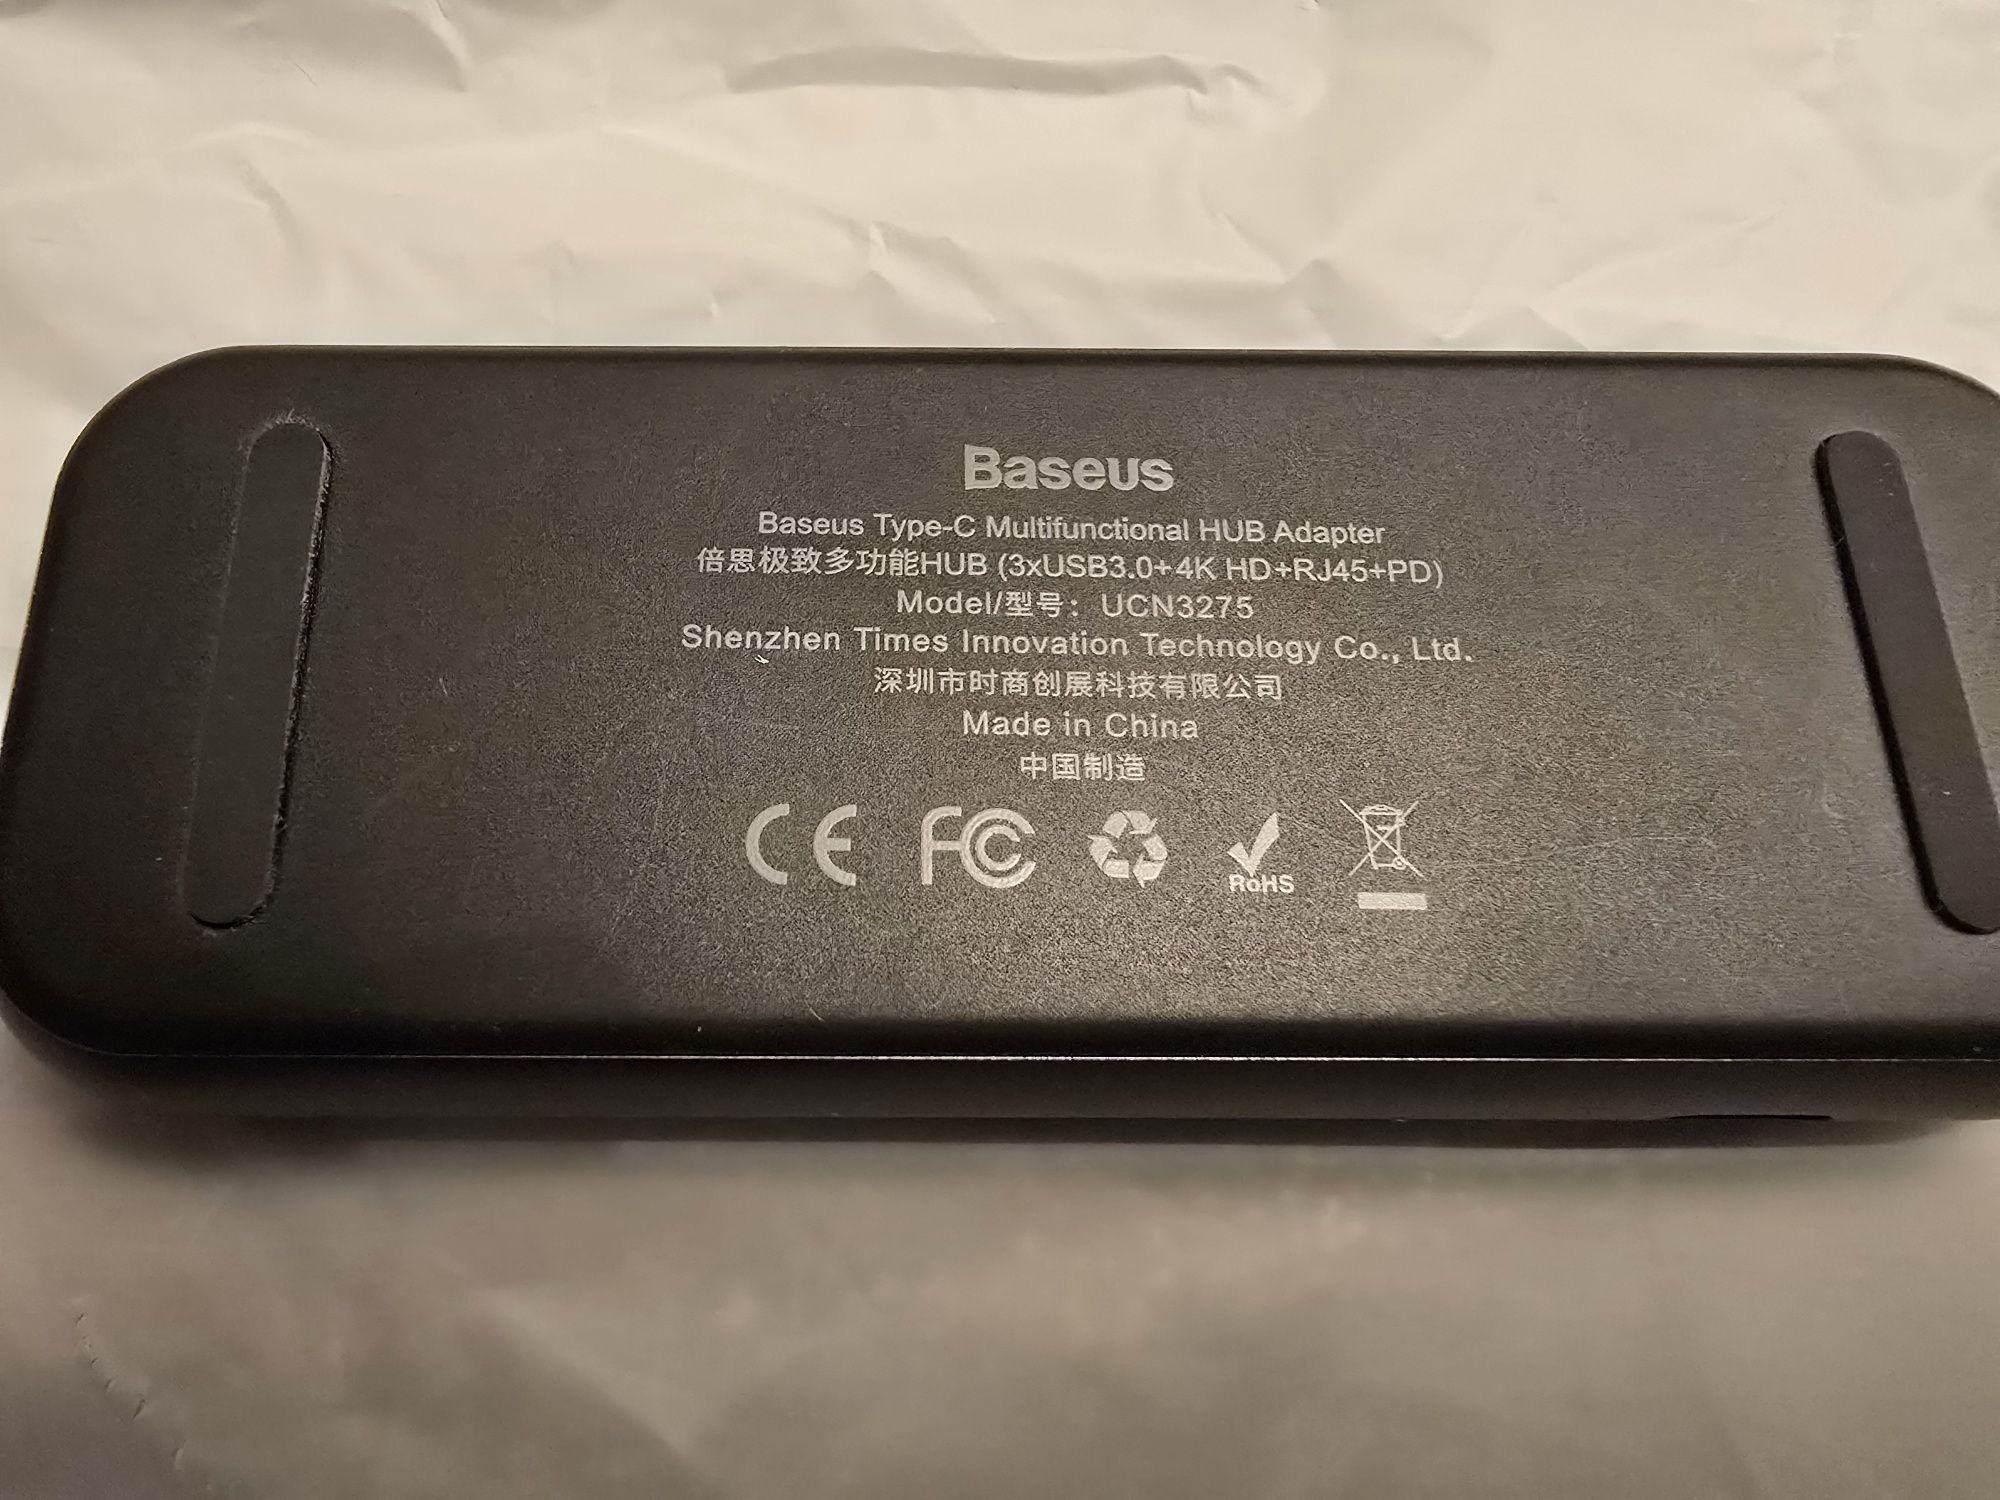 Baseus
Baseus Type-C Multifunctional HUB Adapter
倍思极致多功能HUB (3xUSB3.0+4K HD+RJ45+PD)
Model/型号：UCN3275
Shenzhen Times Innovation Technology Co., Ltd.
深圳市时商创展科技有限公司
Made in China
中国制造
CE FC RoHS